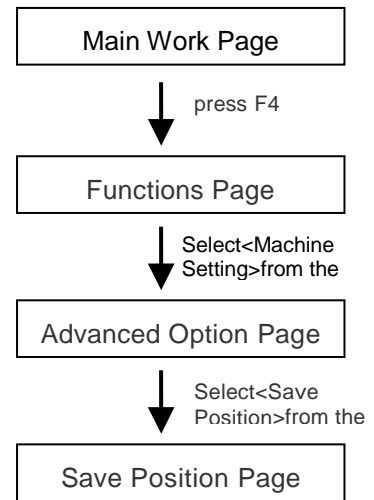 Main Work Page
press F4
Functions Page
Select<Machine
Setting>from the
Advanced Option Page
Select<Save
Position>from the
Save Position Page